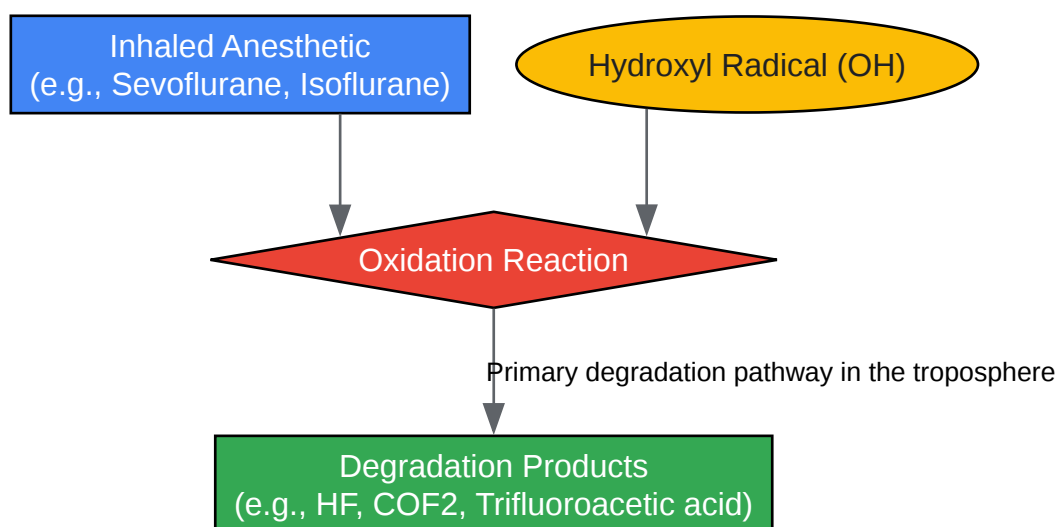 Inhaled Anesthetic
(e.g., Sevoflurane, Isoflurane)
Hydroxyl Radical (OH)
Oxidation Reaction
Primary degradation pathway in the troposphere
Degradation Products
(e.g., HF, COF2, Trifluoroacetic acid)